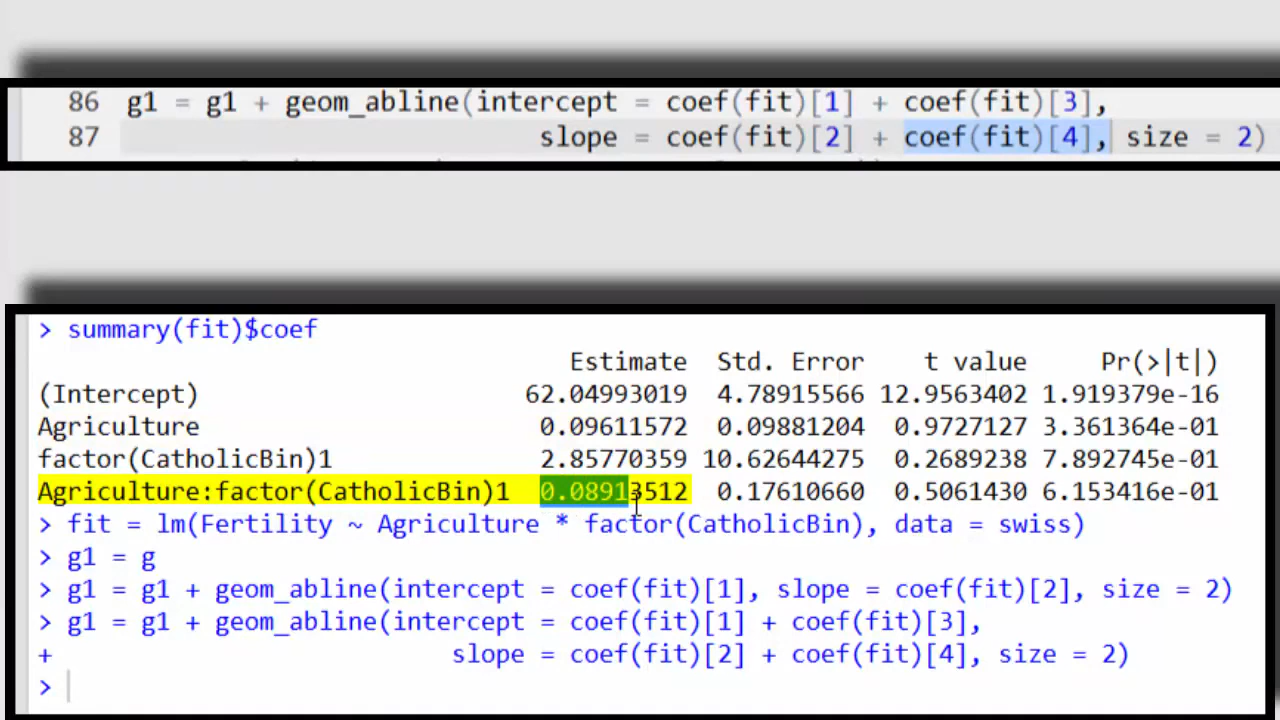 86 g1 = g1 + geom_abline(intercept = coef(fit)[1] + coef(fit)[3],
87 slope = coef(fit)[2] + coef(fit)[4], size = 2)
> summary(fit)$coef
Estimate Std. Error t value Pr(>|t|)
(Intercept) 62.04993019 4.78915566 12.9563402 1.919379e-16
Agriculture 0.09611572 0.09881204 0.9727127 3.361364e-01
factor(CatholicBin)1 2.85770359 10.62644275 0.2689238 7.892745e-01
Agriculture:factor(CatholicBin)1 0.08913512 0.17610660 0.5061430 6.153416e-01
> fit = lm(Fertility ~ Agriculture * factor(CatholicBin), data = swiss)
> g1 = g
> g1 = g1 + geom_abline(intercept = coef(fit)[1], slope = coef(fit)[2], size = 2)
> g1 = g1 + geom_abline(intercept = coef(fit)[1] + coef(fit)[3],
+ slope = coef(fit)[2] + coef(fit)[4], size = 2)
>